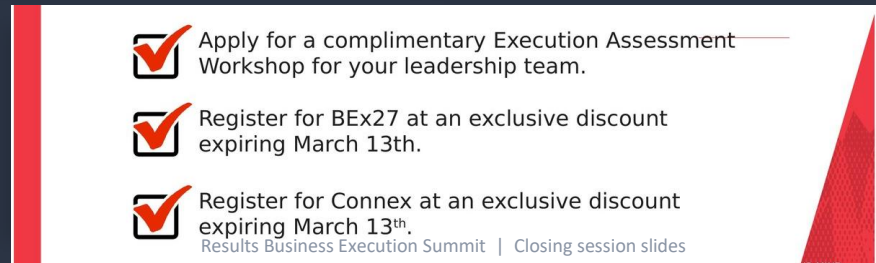 Apply for a complimentary Execution Assessment
Workshop for your leadership team.
Register for BEx27 at an exclusive discount
expiring March 13th.
Register for Connex at an exclusive discount
expiring March 13ᵗʰ.
Results Business Execution Summit | Closing session slides